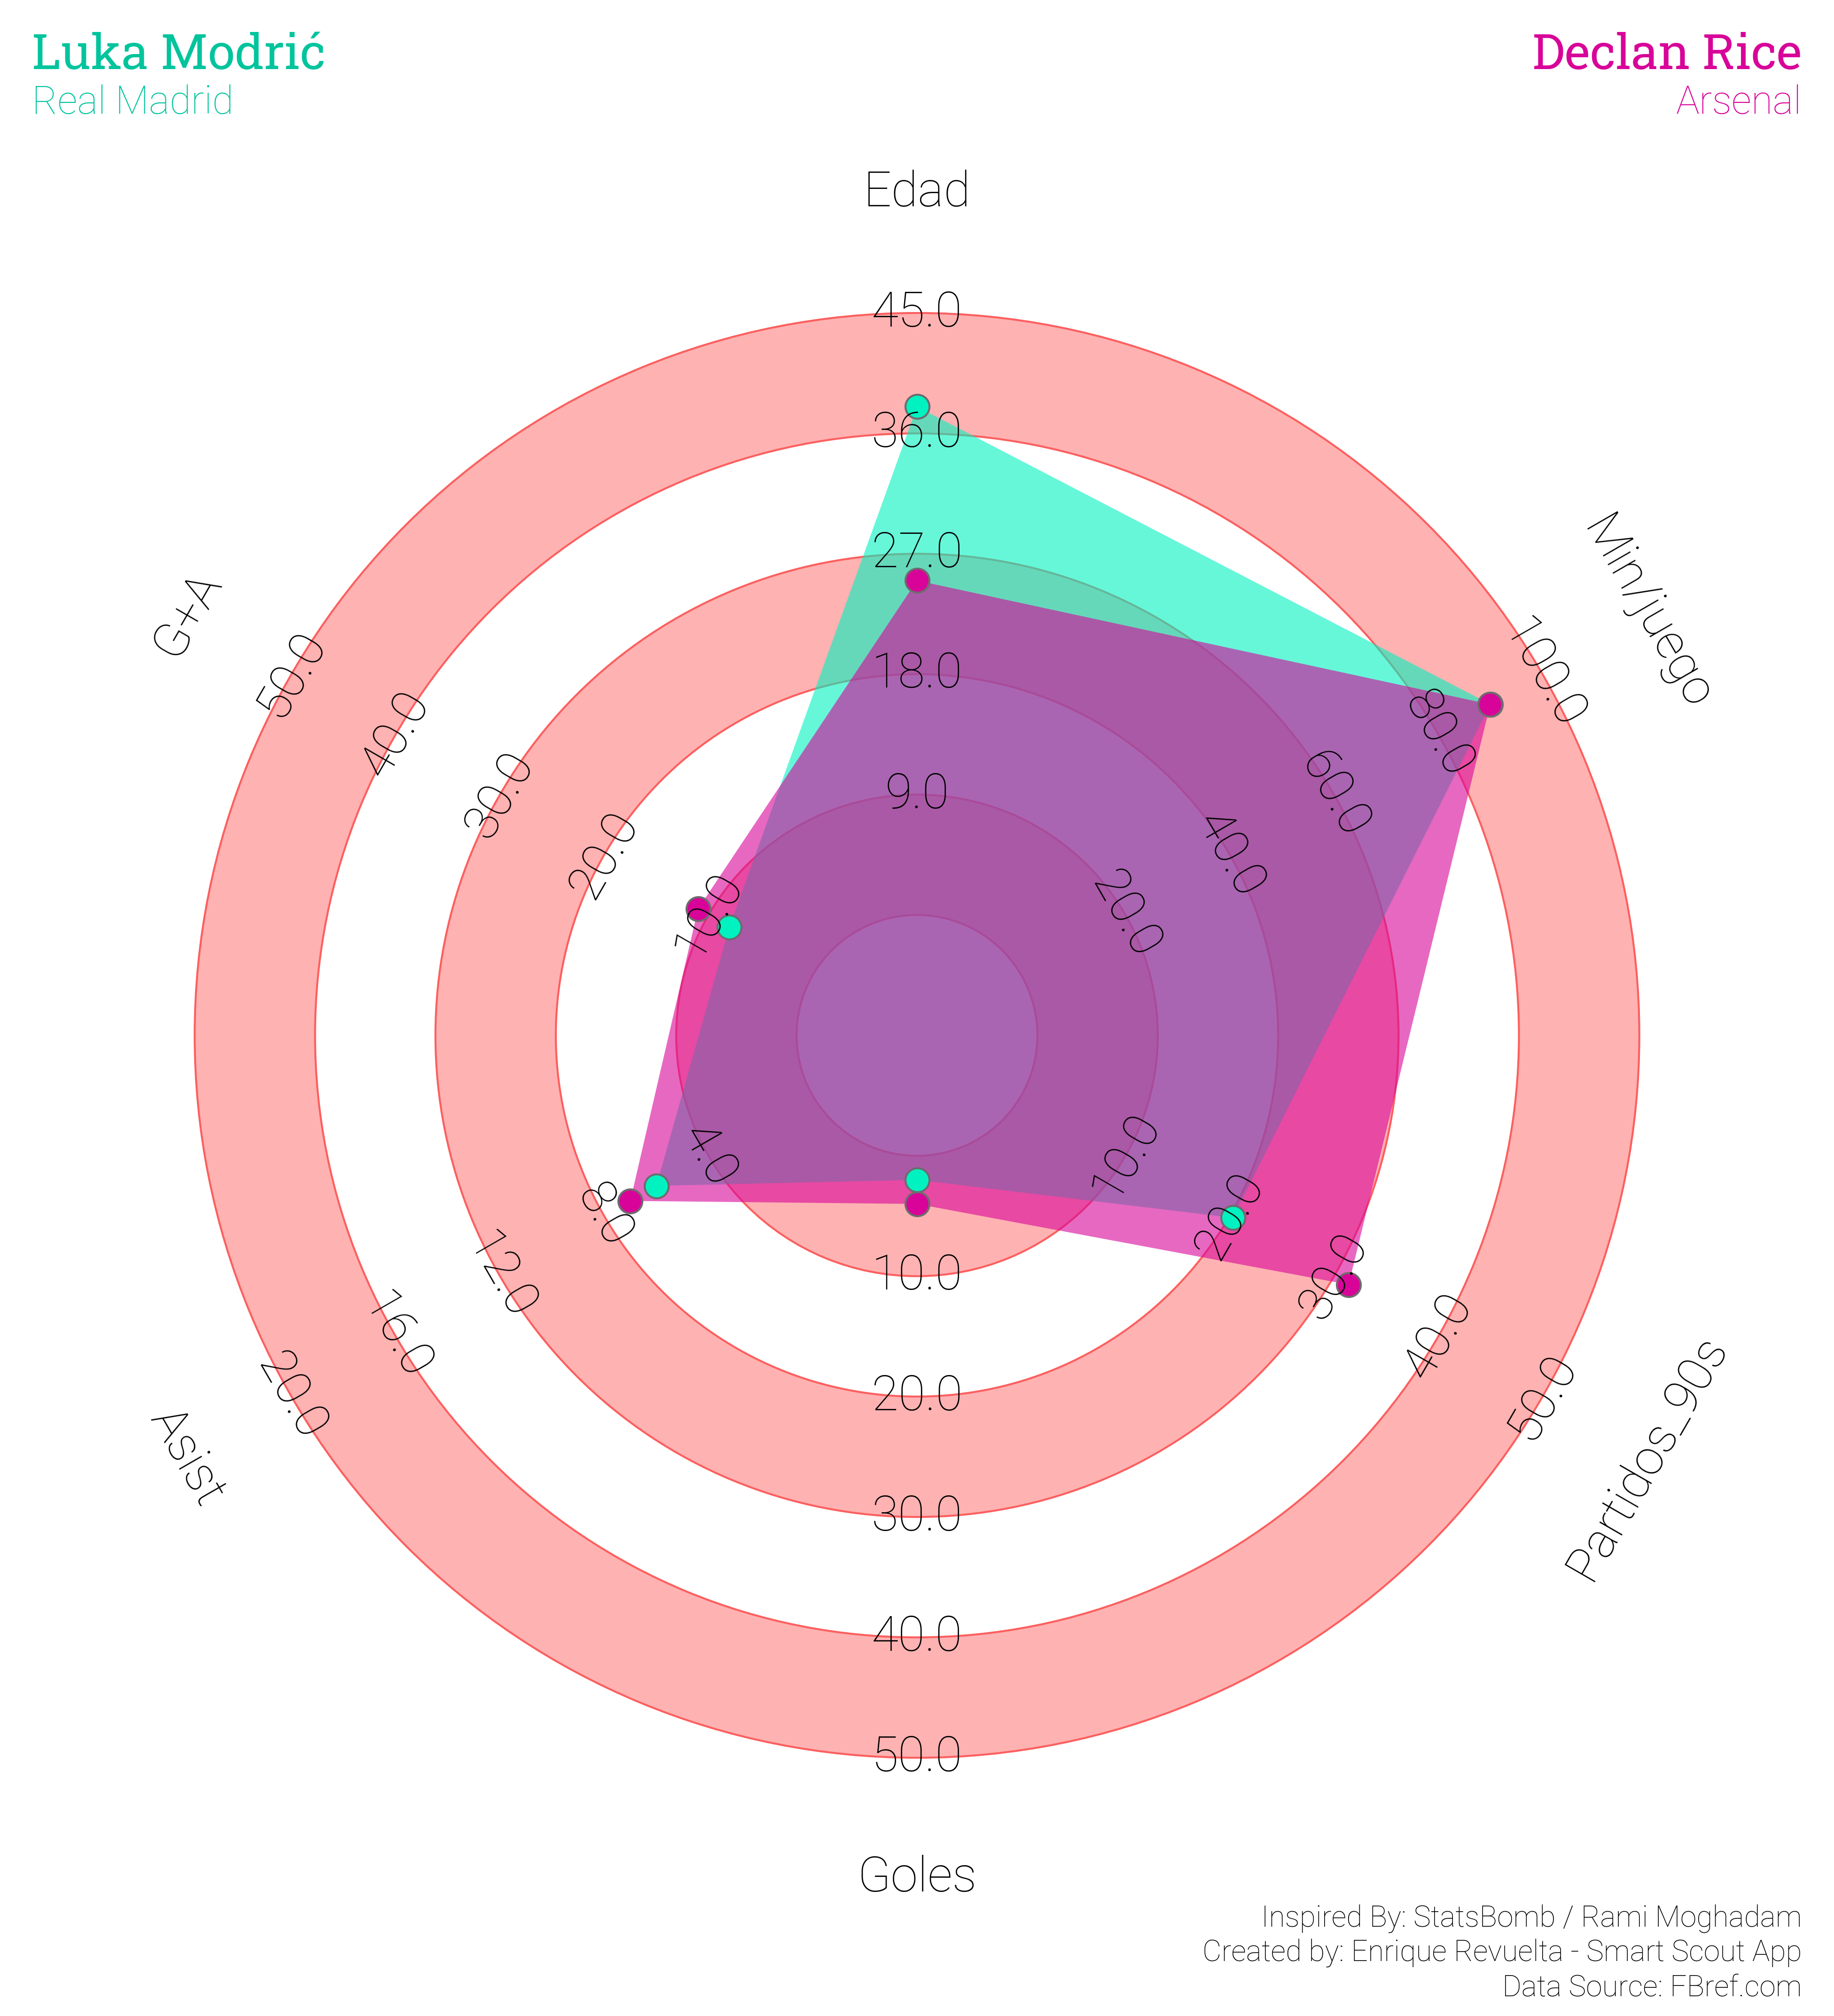 Luka Modrić
Real Madrid
Declan Rice
Arsenal
Edad
45.0
36.0
27.0
18.0
9.0
Min/juego
100.0
80.0
60.0
40.0
20.0
Partidos_90s
10.0
20.0
30.0
40.0
50.0
Goles
10.0
20.0
30.0
40.0
50.0
Asist
4.0
8.0
12.0
16.0
20.0
G+A
10.0
20.0
30.0
40.0
50.0
Inspired By: StatsBomb / Rami Moghadam
Created by: Enrique Revuelta - Smart Scout App
Data Source: FBref.com